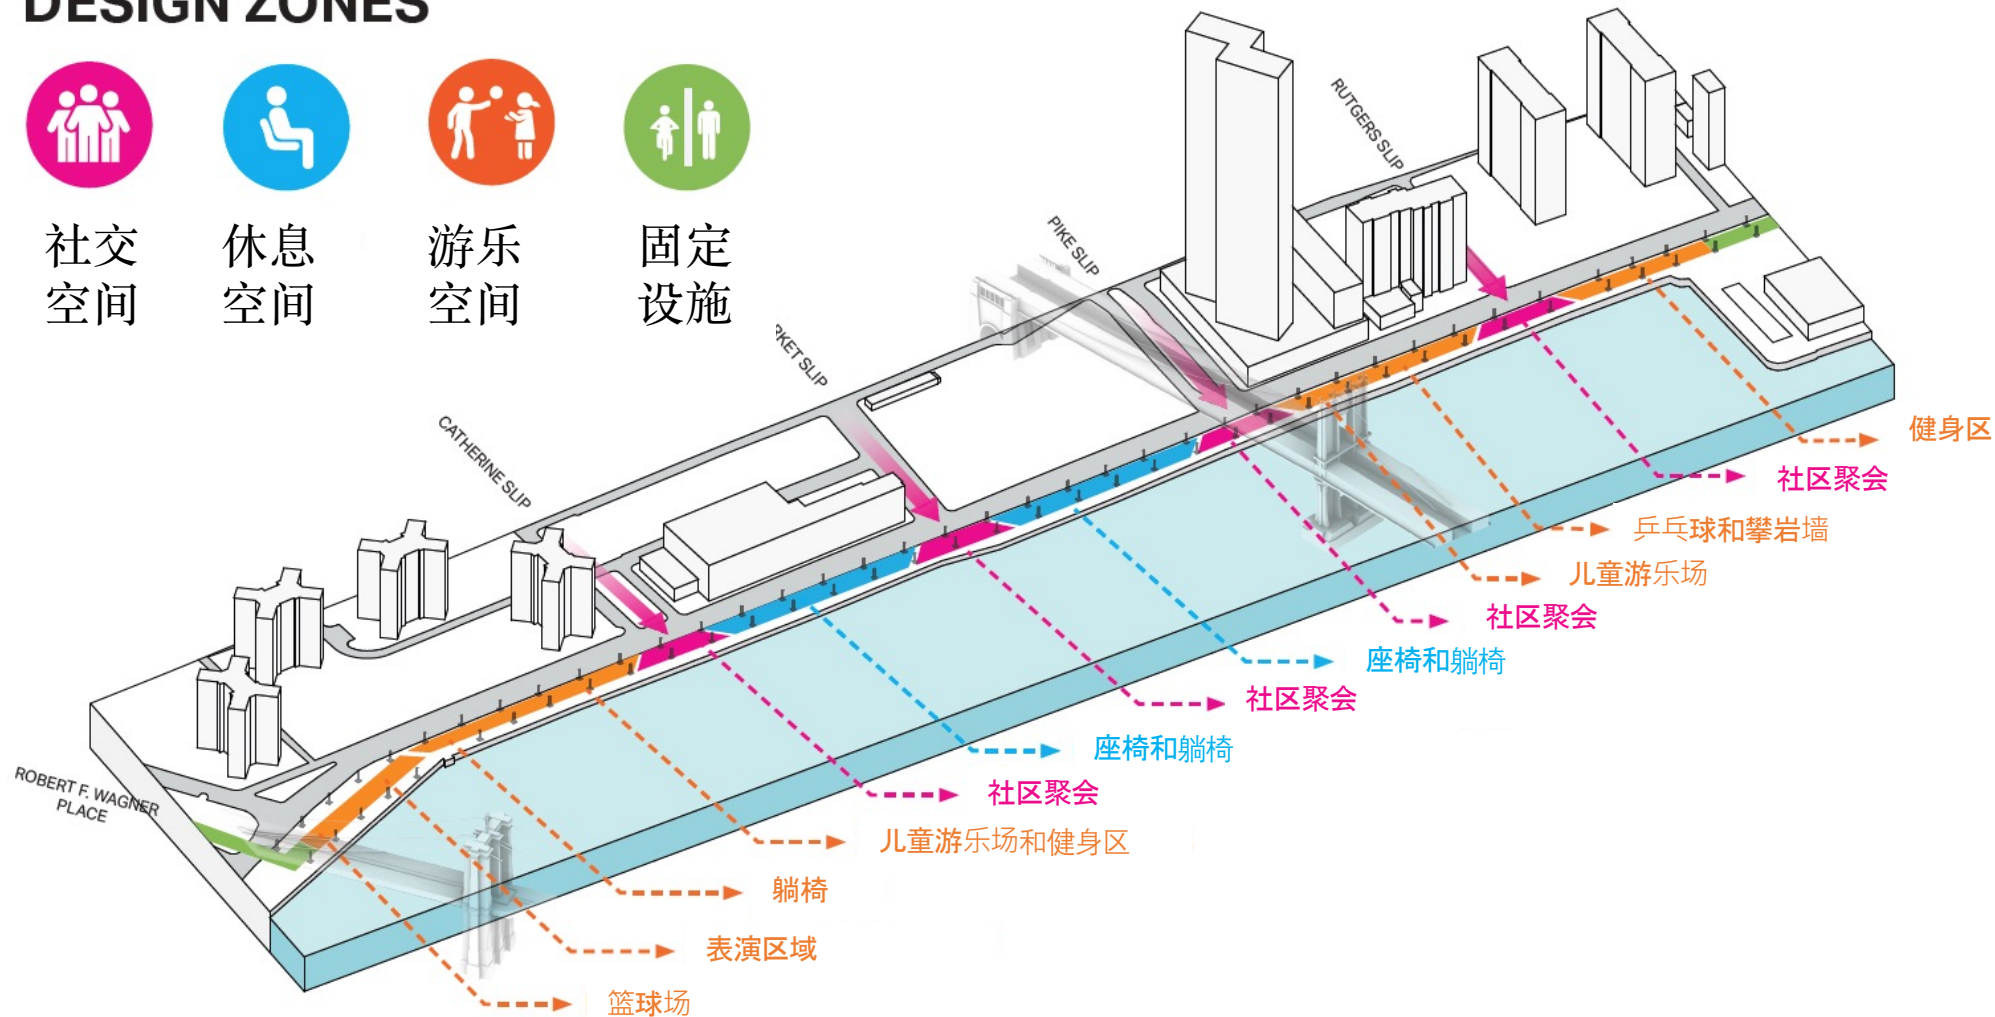 DESIGN ZONES
社交
空间
休息
空间
游乐
空间
固定
设施
RUTGERS SLIP
PIKE SLIP
RKET SLIP
CATHERINE SLIP
ROBERT F. WAGNER
PLACE
健身区
社区聚会
乒乓球和攀岩墙
儿童游乐场
社区聚会
座椅和躺椅
社区聚会
座椅和躺椅
社区聚会
儿童游乐场和健身区
躺椅
表演区域
篮球场